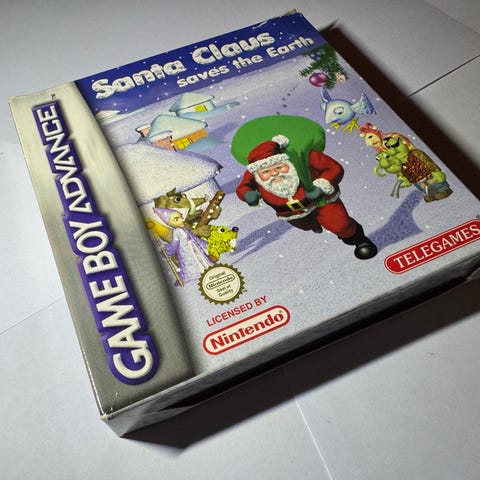 Santa Claus
saves the Earth
GAME BOY ADVANCE
TELEGAMES
Original
Nintendo
Seal of
Quality
LICENSED BY
Nintendo